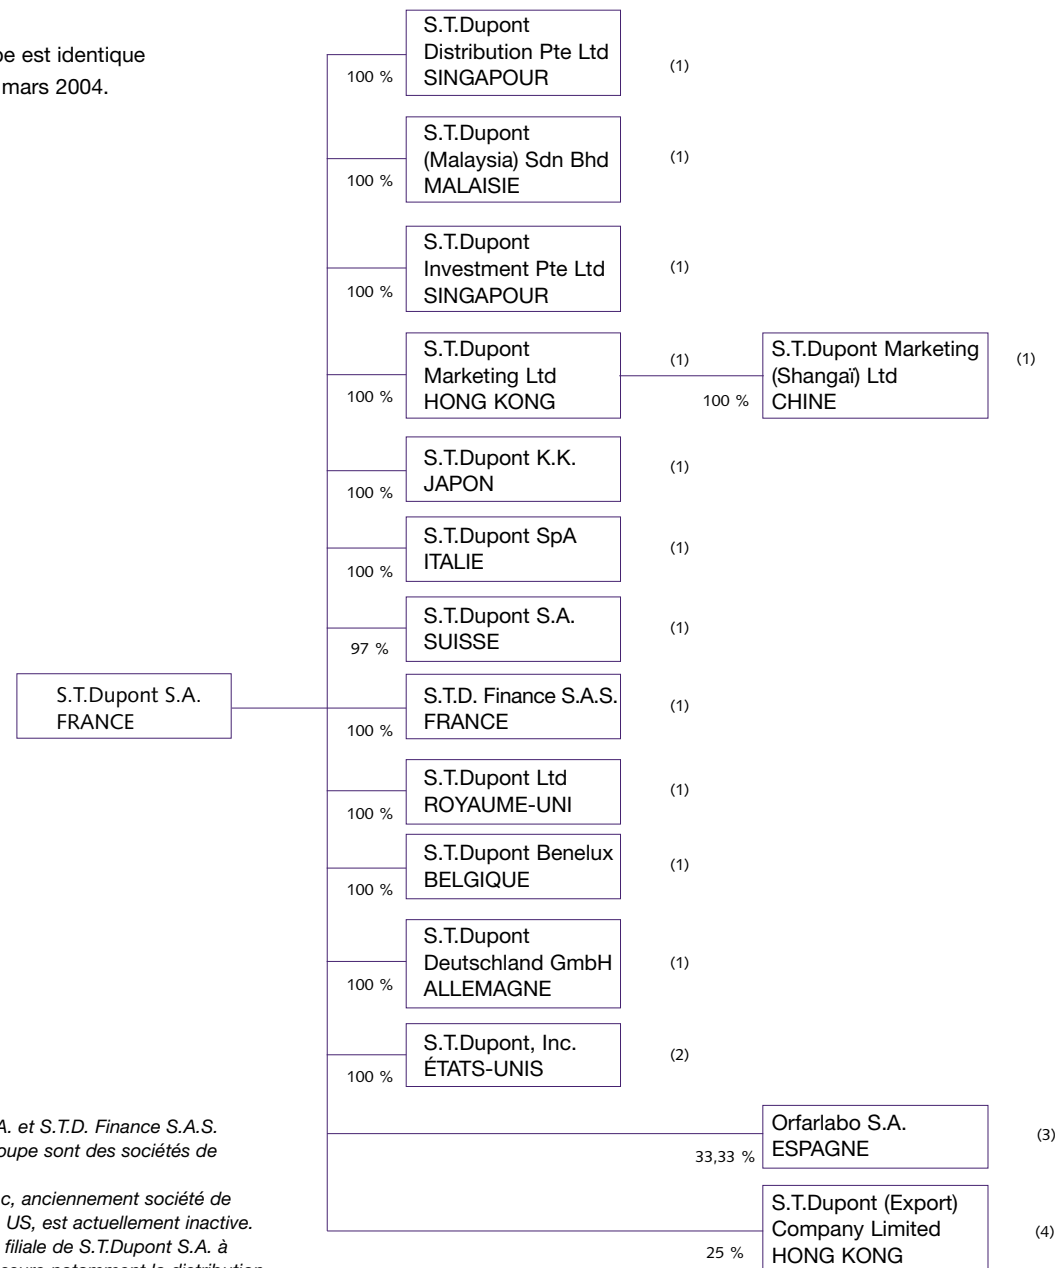 pe est identique
mars 2004.
S.T.Dupont
Distribution Pte Ltd
SINGAPOUR
100 %
(1)
S.T.Dupont
(Malaysia) Sdn Bhd
MALAISIE
100 %
(1)
S.T.Dupont
Investment Pte Ltd
SINGAPOUR
100 %
(1)
S.T.Dupont
Marketing Ltd
HONG KONG
100 %
(1)
S.T.Dupont Marketing
(Shangaï) Ltd
CHINE
100 %
(1)
S.T.Dupont K.K.
JAPON
100 %
(1)
S.T.Dupont SpA
ITALIE
100 %
(1)
S.T.Dupont S.A.
SUISSE
97 %
(1)
S.T.Dupont S.A.
FRANCE
S.T.D. Finance S.A.S.
FRANCE
100 %
(1)
S.T.Dupont Ltd
ROYAUME-UNI
100 %
(1)
S.T.Dupont Benelux
BELGIQUE
100 %
(1)
S.T.Dupont
Deutschland GmbH
ALLEMAGNE
100 %
(1)
S.T.Dupont, Inc.
ÉTATS-UNIS
100 %
(2)
Orfarlabo S.A.
ESPAGNE
33,33 %
(3)
S.T.Dupont (Export)
Company Limited
HONG KONG
25 %
(4)
A. et S.T.D. Finance S.A.S.
oupe sont des sociétés de
c, anciennement société de
US, est actuellement inactive.
filiale de S.T.Dupont S.A. à
notamment la distribution